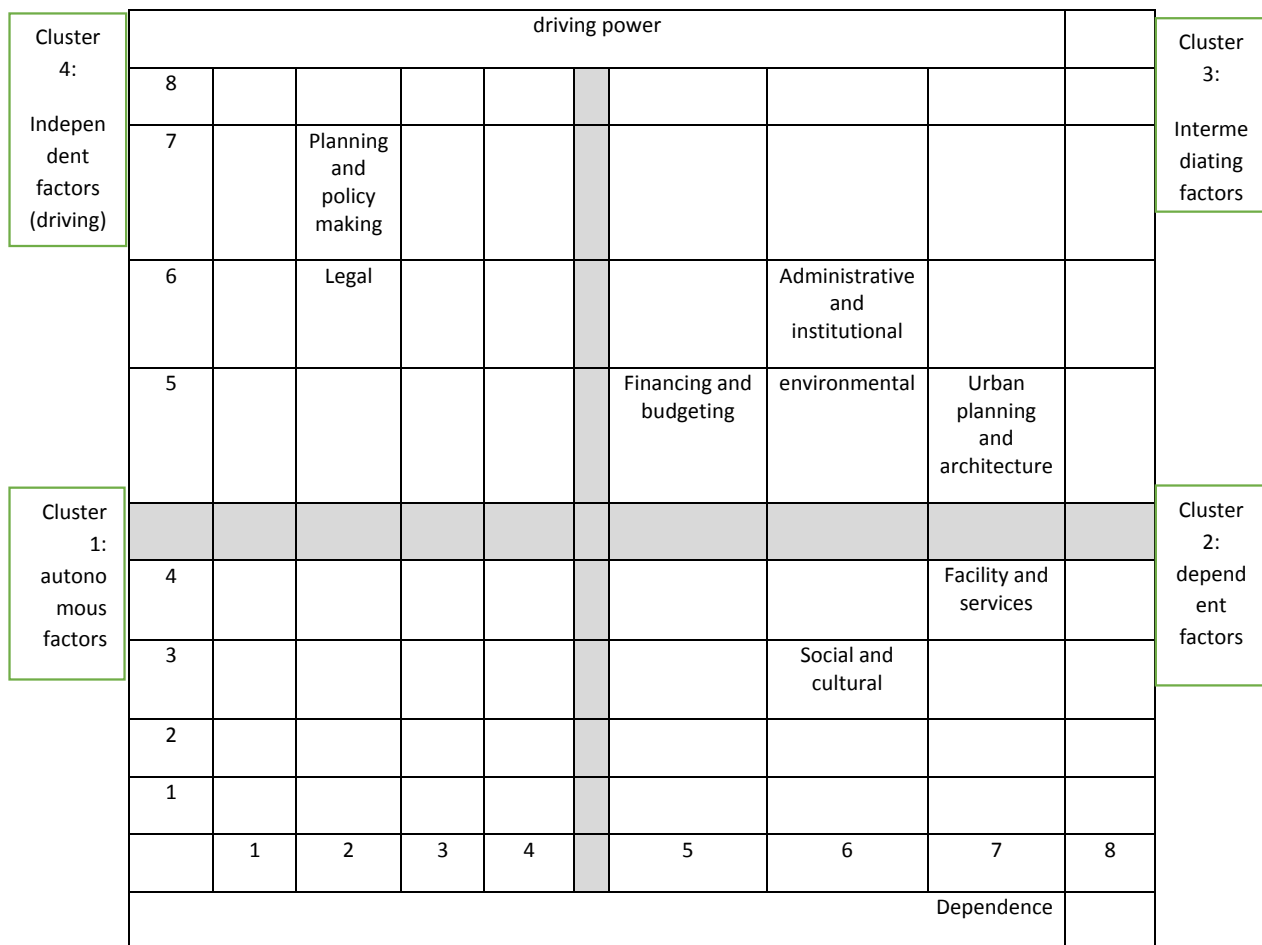 Cluster
4:
Indepen
dent
factors
(driving)
driving power
Cluster
3:
Interme
diating
factors
8
7
Planning
and
policy
making
6
Legal
Administrative
and
institutional
5
Financing and
budgeting
environmental
Urban
planning
and
architecture
Cluster
1:
autono
mous
factors
Cluster
2:
depend
ent
factors
4
Facility and
services
3
Social and
cultural
2
1
1 2 3 4 5 6 7 8
Dependence